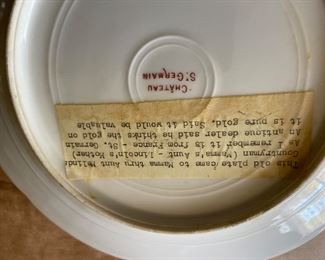 CHÂTEAU
ST GERMAIN
This old plate came to Mamma thru Aunt
Countryman (Mamma's Aunt - Lincoln's Mother)
As I remember it is from France - St. Germain
An antique dealer said he thinks the gold on
it is pure gold. Said it would be valuable